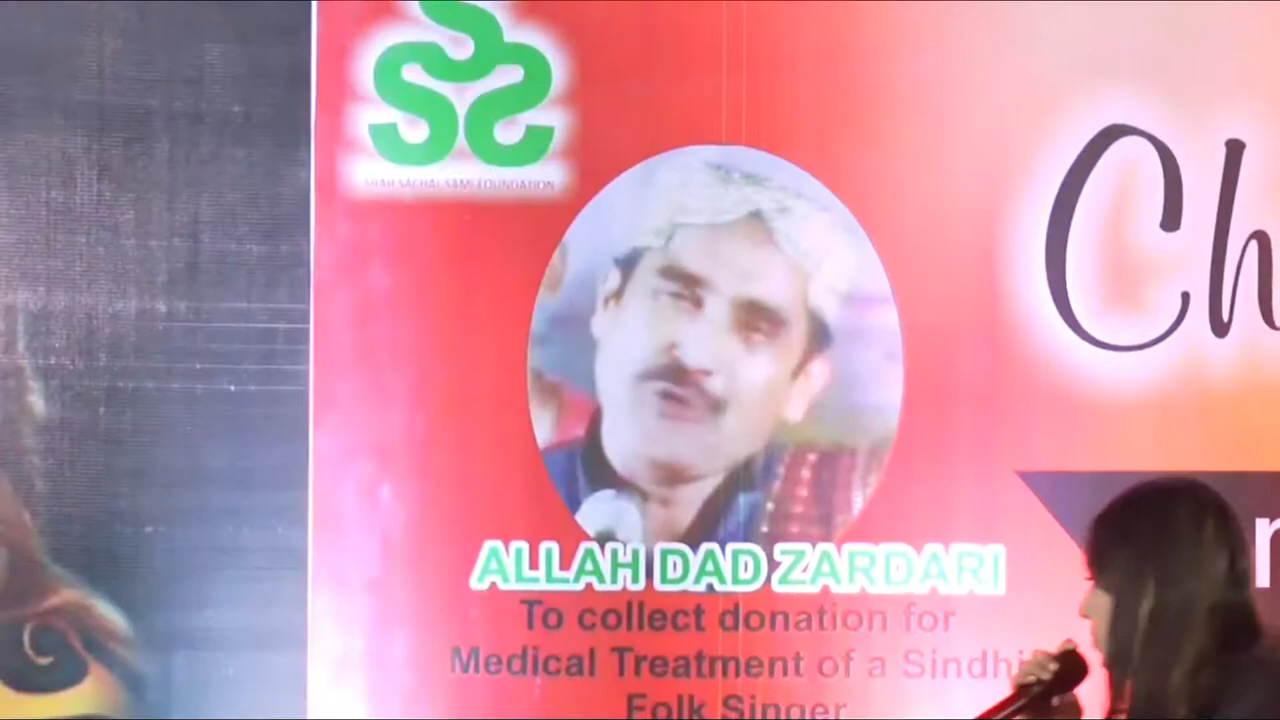 SHAH SACHAL SAMI FOUNDATION
Ch
ALLAH DAD ZARDARI
To collect donation for
Medical Treatment of a Sindhi
Folk Singer